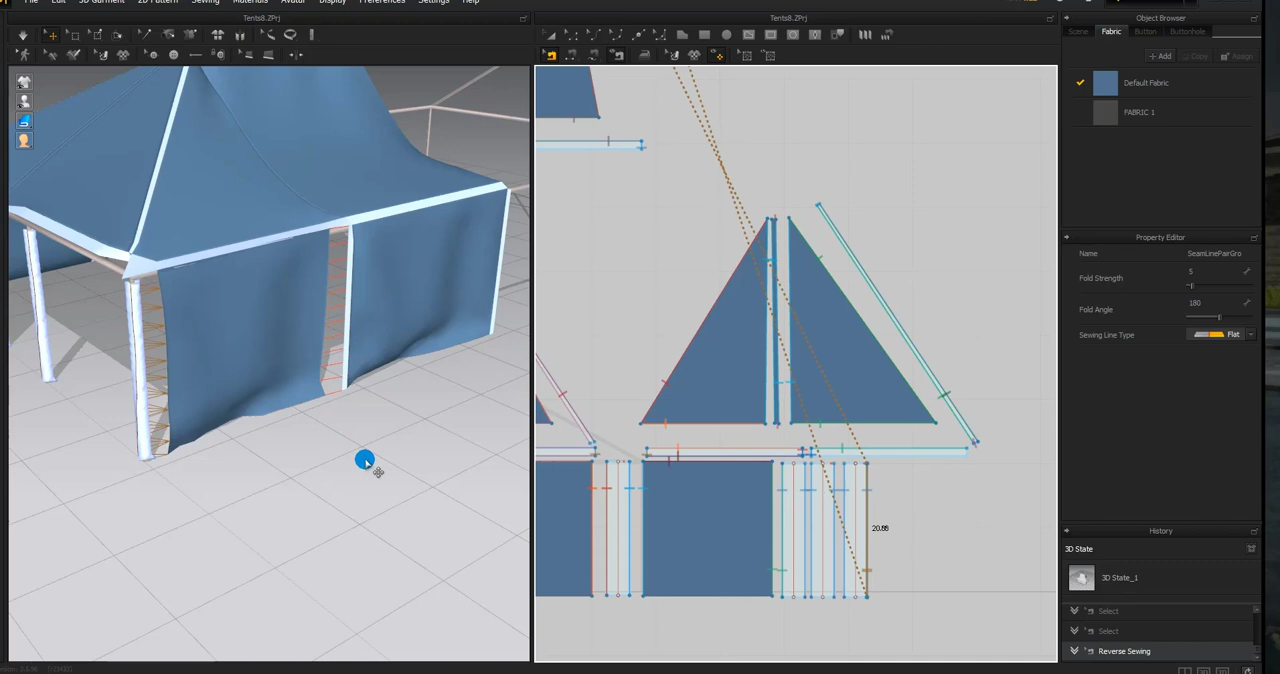 File Edit 3D Garment 2D Pattern Sewing Materials Avatar Display Preferences Settings Help
Tents8.ZPrj
Tents8.ZPrj
Object Browser
Scene Fabric Button Buttonhole
Add Copy Assign
Default Fabric
FABRIC 1
Property Editor
Name SeamLinePairGro
Fold Strength 5
Fold Angle 180
Sewing Line Type Flat
20.88
History
3D State
3D State_1
Select
Select
Reverse Sewing